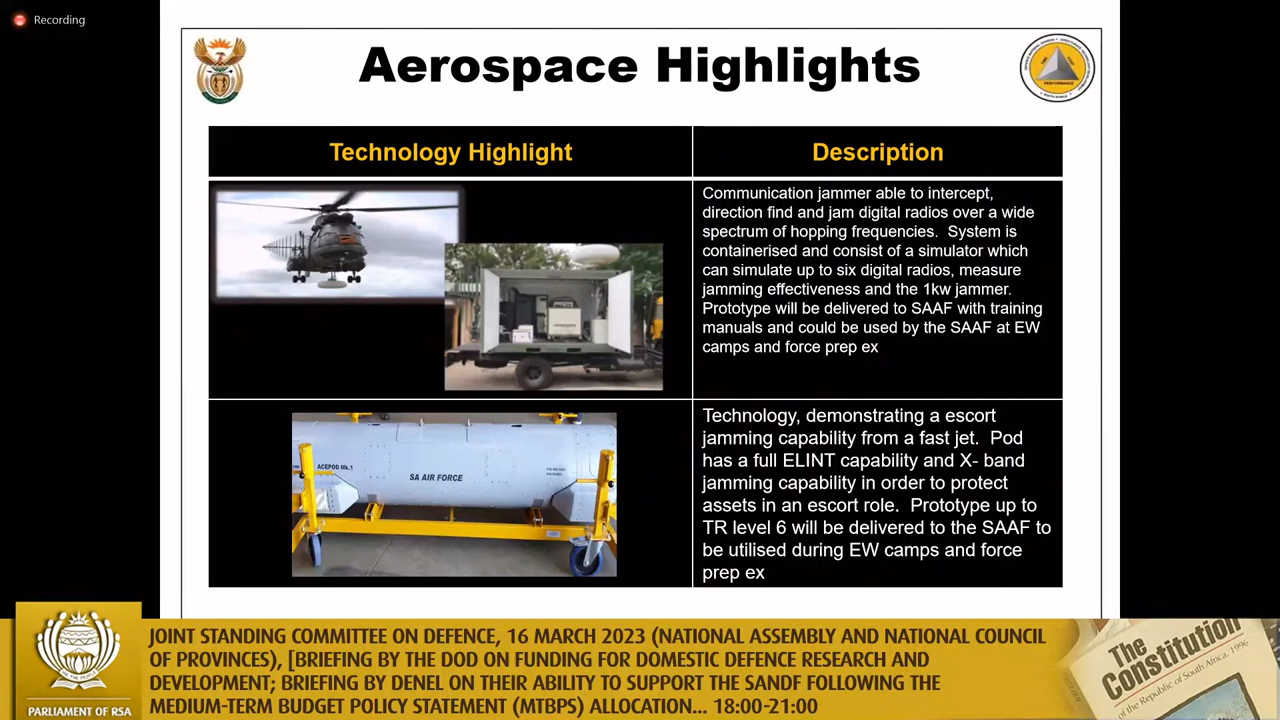 Recording
Aerospace Highlights
Technology Highlight
Description
Communication jammer able to intercept,
direction find and jam digital radios over a wide
spectrum of hopping frequencies. System is
containerised and consist of a simulator which
can simulate up to six digital radios, measure
jamming effectiveness and the 1kw jammer.
Prototype will be delivered to SAAF with training
manuals and could be used by the SAAF at EW
camps and force prep ex
ACEPOD Mk.1
SA AIR FORCE
Technology, demonstrating a escort
jamming capability from a fast jet. Pod
has a full ELINT capability and X- band
jamming capability in order to protect
assets in an escort role. Prototype up to
TR level 6 will be delivered to the SAAF to
be utilised during EW camps and force
prep ex
PARLIAMENT OF RSA
JOINT STANDING COMMITTEE ON DEFENCE, 16 MARCH 2023 (NATIONAL ASSEMBLY AND NATIONAL COUNCIL
OF PROVINCES), [BRIEFING BY THE DOD ON FUNDING FOR DOMESTIC DEFENCE RESEARCH AND
DEVELOPMENT; BRIEFING BY DENEL ON THEIR ABILITY TO SUPPORT THE SANDF FOLLOWING THE
MEDIUM-TERM BUDGET POLICY STATEMENT (MTBPS) ALLOCATION... 18:00-21:00
The
Constitution
of the Republic of South Africa, 1996